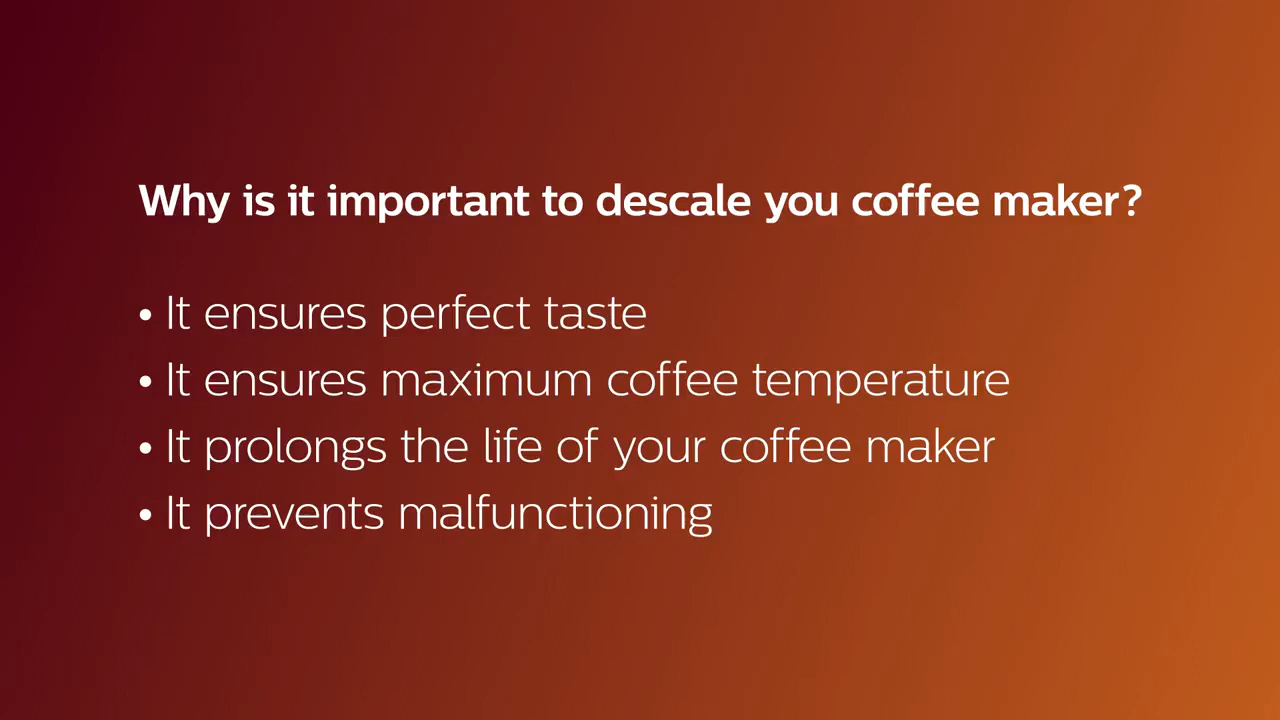 Why is it important to descale you coffee maker?
• It ensures perfect taste
• It ensures maximum coffee temperature
• It prolongs the life of your coffee maker
• It prevents malfunctioning